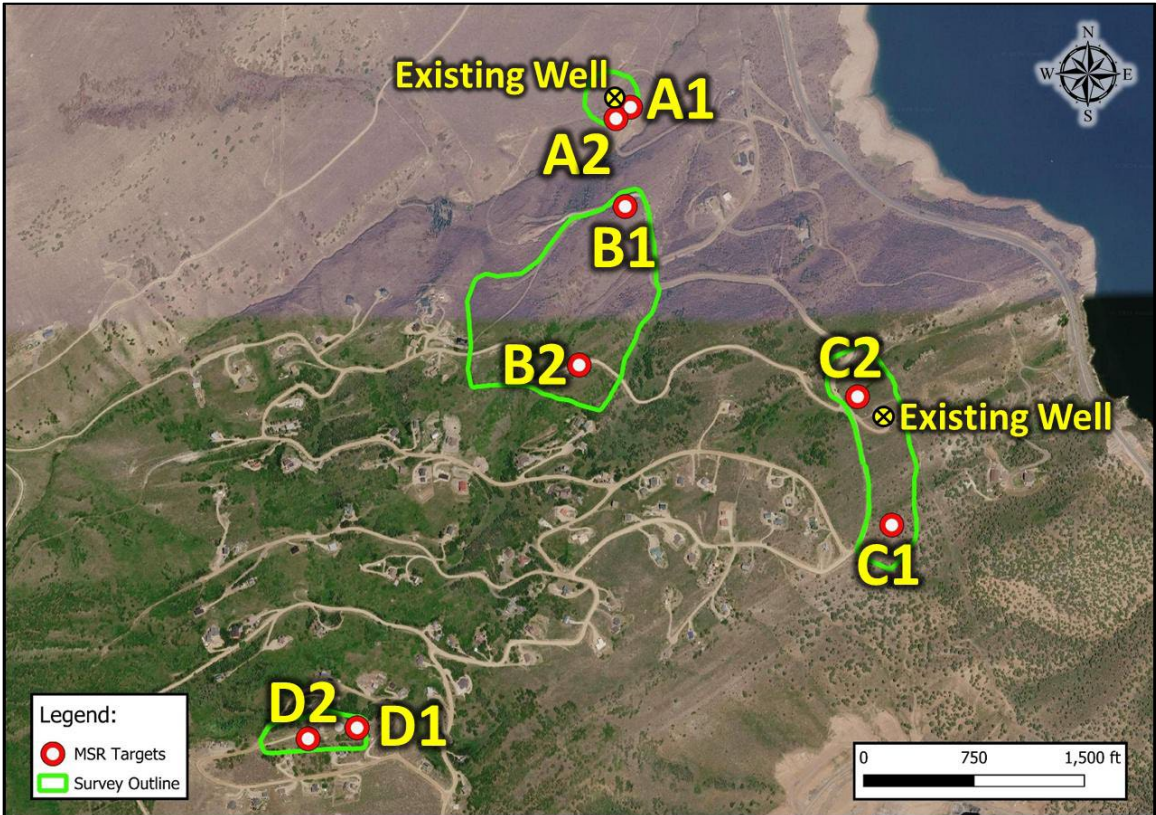 N
W E
S
Existing Well
A1
A2
B1
B2
C2
Existing Well
C1
D2
D1
Legend:
MSR Targets
Survey Outline
0 750 1,500 ft